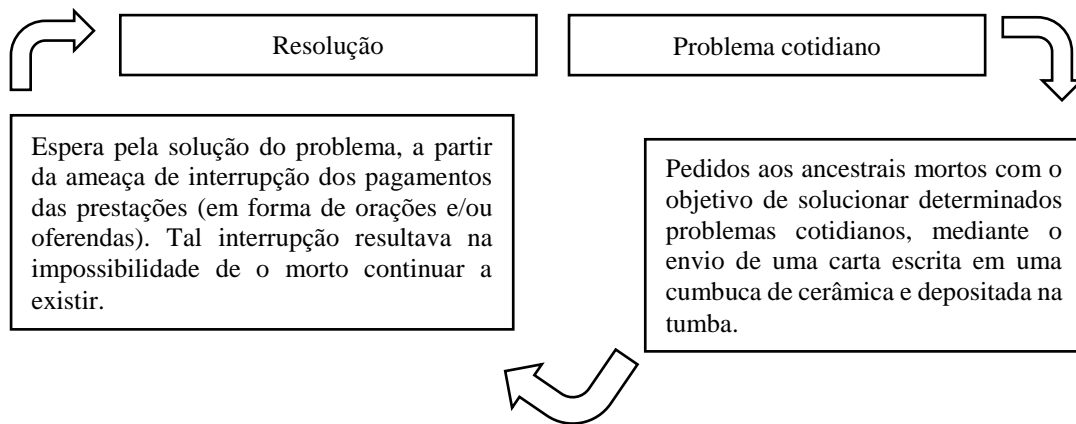 Resolução
Problema cotidiano
Espera pela solução do problema, a partir
da ameaça de interrupção dos pagamentos
das prestações (em forma de orações e/ou
oferendas). Tal interrupção resultava na
impossibilidade de o morto continuar a
existir.
Pedidos aos ancestrais mortos com o
objetivo de solucionar determinados
problemas cotidianos, mediante o
envio de uma carta escrita em uma
cumbuca de cerâmica e depositada na
tumba.